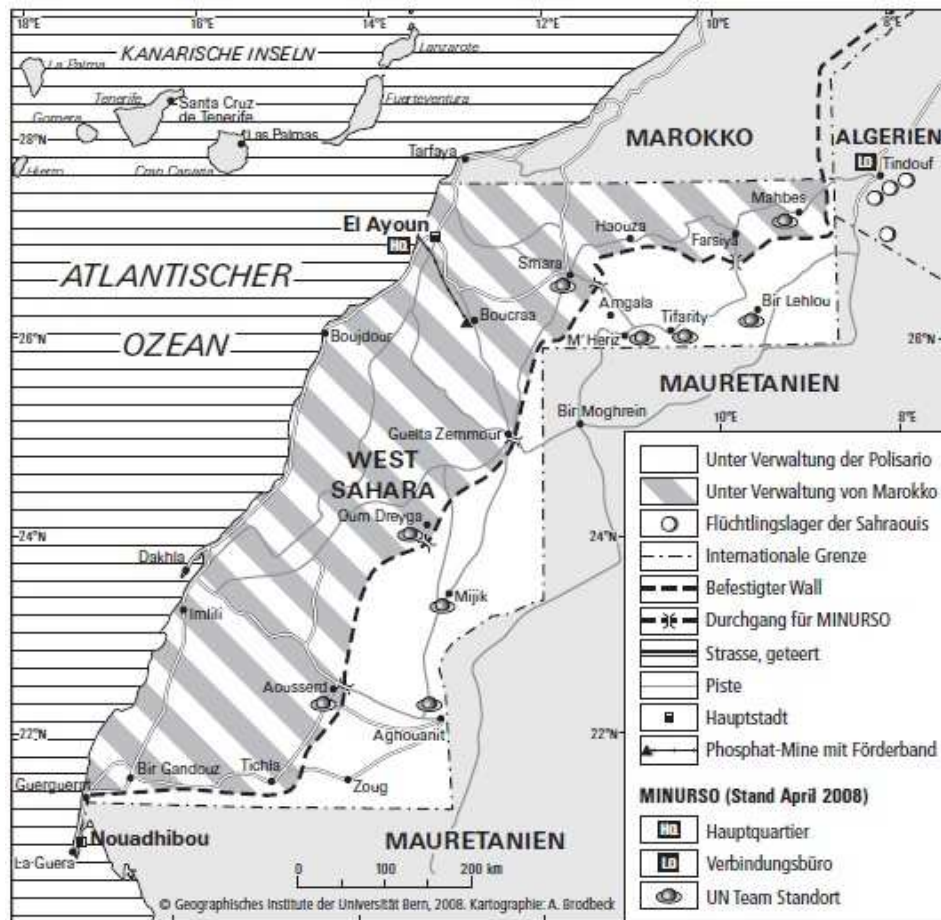 18°E
16°E
14°E
12°E
10°E
8°E
KANARISCHE INSELN
Lanzarote
La Palma
Tenerife
Santa Cruz
de Tenerife
Fuerteventura
Gomera
Las Palmas
28°N
Hierro
Gran Canaria
MAROKKO
ALGERIEN
LO
Tindouf
Tarfaya
Mahbes
El Ayoun
HQ
Haouza
Farsiya
Smara
ATLANTISCHER
OZEAN
Boucraa
Amgala
Bir Lehlou
Tifarity
M'Heriz
26°N
26°N
Boujdour
MAURETANIEN
10°E
8°E
Bir Moghrein
Guelta Zemmour
WEST
SAHARA
Oum Dreyga
24°N
24°N
Dakhla
Imlili
Mijik
Aousserd
Aghouanit
22°N
22°N
Bir Gandouz
Tichla
Zoug
Guerguerm
Nouadhibou
La-Guera
MAURETANIEN
0 100 200 km
Unter Verwaltung der Polisario
Unter Verwaltung von Marokko
Flüchtlingslager der Sahraouis
Internationale Grenze
Befestigter Wall
Durchgang für MINURSO
Strasse, geteert
Piste
Hauptstadt
Phosphat-Mine mit Förderband
MINURSO (Stand April 2008)
HQ Hauptquartier
LO Verbindungsbüro
UN Team Standort
© Geographisches Institute der Universität Bern, 2008. Kartographie: A. Brodbeck